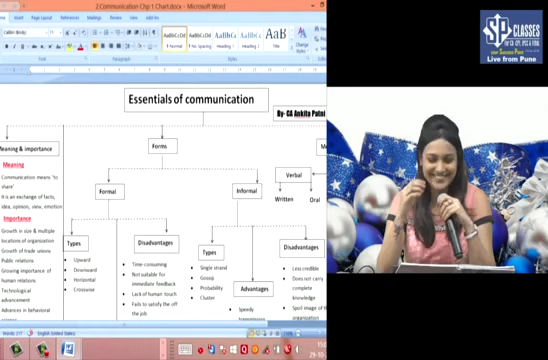 2.Communication-Chp 1 Chart.docx - Microsoft Word
Insert
Page Layout
References
Mailings
Review
View
Add-Ins
AaBbCcDd
AaBbCcDd
AaBbC
AaBbCc
AaB
Normal
No Spacing
Heading 1
Heading 2
Title
Change
Styles
Font
Paragraph
Styles
Essentials of communication
By- CA Ankita Patni
Meaning & importance
Forms
Meaning
Communication means 'to
share'
It is an exchange of facts,
idea, opinion, view, emotion
Importance
Growth in size & multiple
locations of organization
Growth of trade unions
Public relations
Growing importance of
human relations
Technological
advancement
Advances in behavioral
Formal
Informal
Types
Upward
Downward
Horizontal
Crosswise
Disadvantages
Time-consuming
Not suitable for
immediate feedback
Lack of human touch
Fails to satisfy the off
the job
Types
Single strand
Gossip
Probability
Cluster
Advantages
Speedy
transmission
Disadvantages
Less credible
Does not carry
complete
knowledge
Spoil image of
organization
Verbal
Written
Oral
Words: 217
English (United States)
CLASSES
Live from Pune